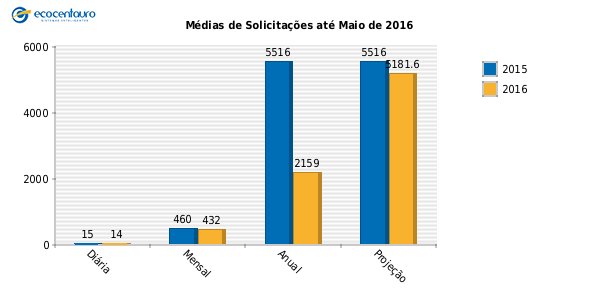 ecocentauro
Médias de Solicitações até Maio de 2016
6000
4000
2000
0
15
14
460
432
5516
2159
5516
5181.6
Diária
Mensal
Anual
Projeção
2015
2016